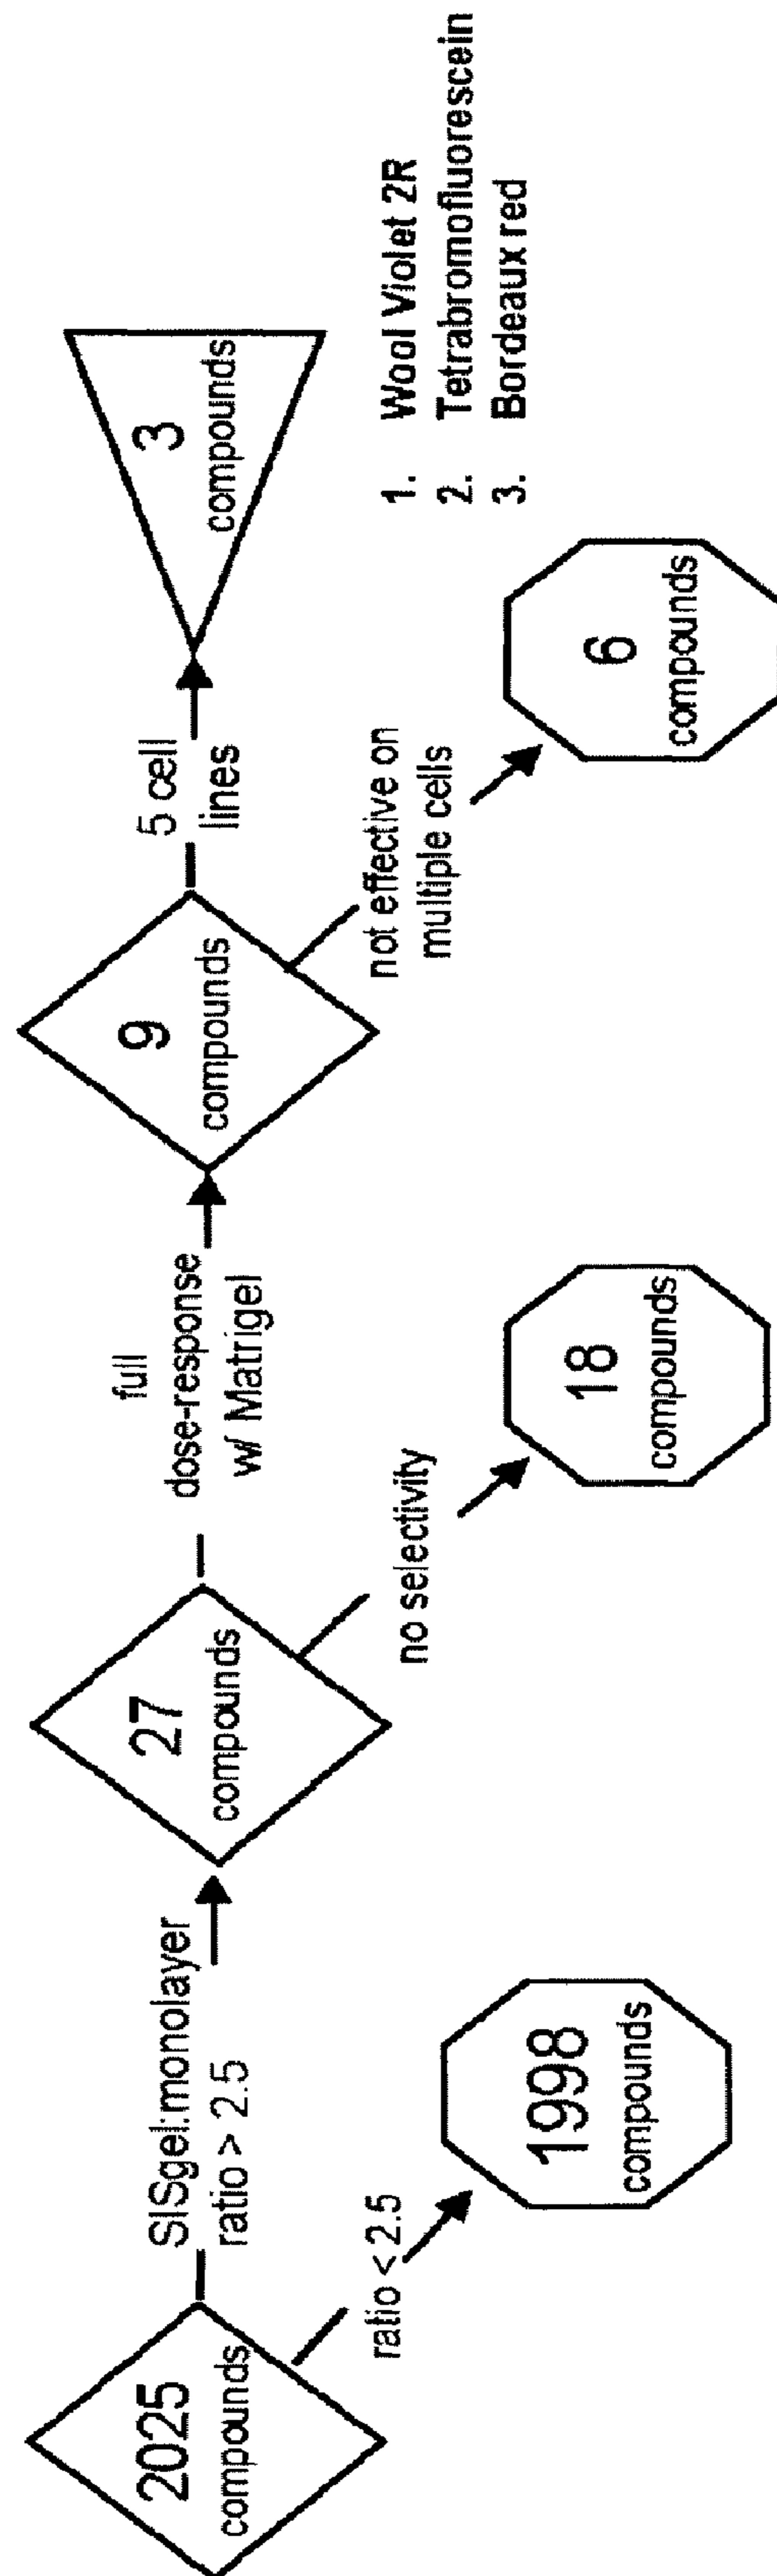 2025
compounds
SISgel:monolayer
ratio > 2.5
ratio < 2.5
1998
compounds
27
compounds
full
dose-response
w/ Matrigel
no selectivity
18
compounds
9
compounds
5 cell
lines
not effective on
multiple cells
6
compounds
3
compounds
1. Wool Violet 2R
2. Tetrabromofluorescein
3. Bordeaux red